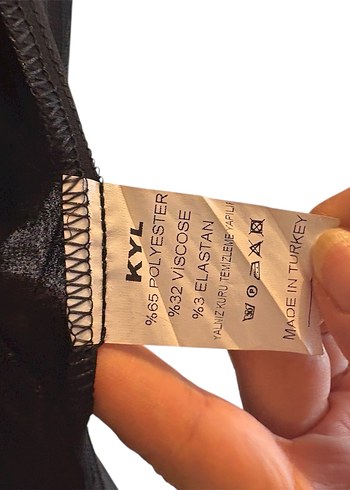 KYL
%65 POLYESTER
%32 VISCOSE
%3 ELASTAN
YALNIZ KURU TEMİZLEME YAPILIR
MADE IN TURKEY